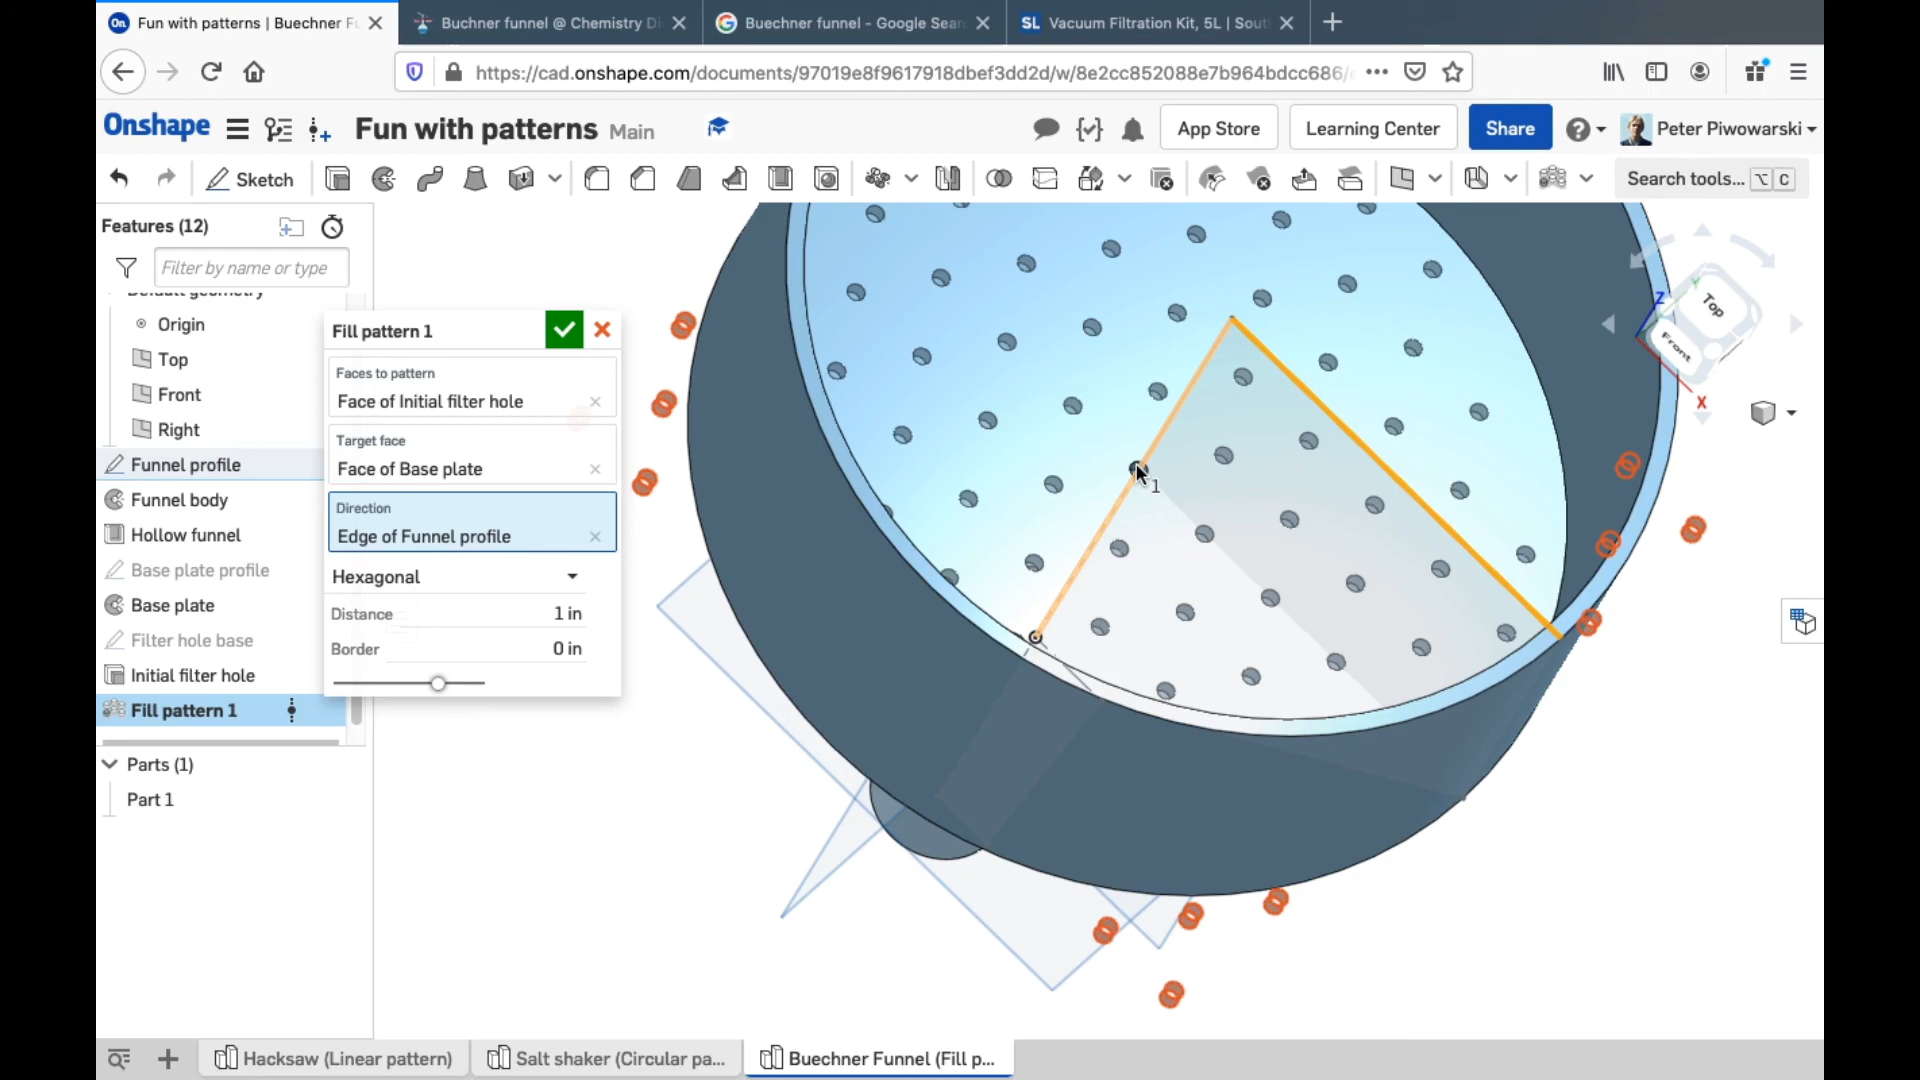 Fun with patterns | Buechner Fu
Buchner funnel @ Chemistry Di
Buechner funnel - Google Sear
SL Vacuum Filtration Kit, 5L | Sout
https://cad.onshape.com/documents/97019e8f9617918dbef3dd2d/w/8e2cc852088e7b964bdcc686/e
Onshape
Fun with patterns Main
App Store
Learning Center
Share
Peter Piwowarski
Sketch
Search tools... ⌥ C
Features (12)
Filter by name or type
Default geometry
Origin
Top
Front
Right
Funnel profile
Funnel body
Hollow funnel
Base plate profile
Base plate
Filter hole base
Initial filter hole
Fill pattern 1
Parts (1)
Part 1
Fill pattern 1
Faces to pattern
Face of Initial filter hole
Target face
Face of Base plate
Direction
Edge of Funnel profile
Hexagonal
Distance 1 in
Border 0 in
1
Z
Y
Top
Front
X
Hacksaw (Linear pattern)
Salt shaker (Circular pa...
Buechner Funnel (Fill p...